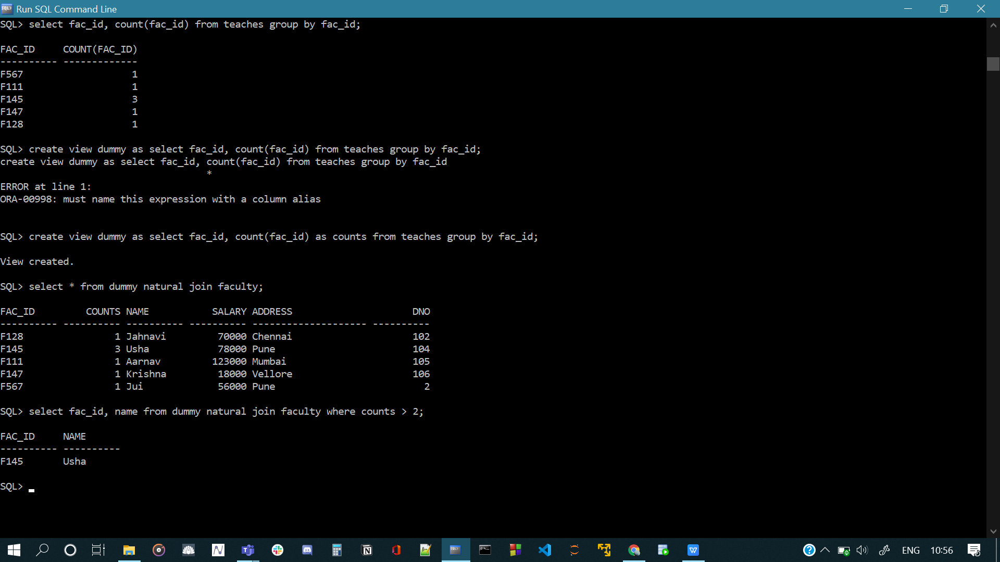 Run SQL Command Line
SQL> select fac_id, count(fac_id) from teaches group by fac_id;
FAC_ID     COUNT(FAC_ID)
---------- -------------
F567                   1
F111                   1
F145                   3
F147                   1
F128                   1
SQL> create view dummy as select fac_id, count(fac_id) from teaches group by fac_id;
create view dummy as select fac_id, count(fac_id) from teaches group by fac_id
                                    *
ERROR at line 1:
ORA-00998: must name this expression with a column alias
SQL> create view dummy as select fac_id, count(fac_id) as counts from teaches group by fac_id;
View created.
SQL> select * from dummy natural join faculty;
FAC_ID         COUNTS NAME           SALARY ADDRESS                     DNO
---------- ---------- ---------- ---------- -------------------- ----------
F128                1 Jahnavi         70000 Chennai                     102
F145                3 Usha            78000 Pune                        104
F111                1 Aarnav         123000 Mumbai                      105
F147                1 Krishna         18000 Vellore                     106
F567                1 Jui             56000 Pune                          2
SQL> select fac_id, name from dummy natural join faculty where counts > 2;
FAC_ID     NAME
---------- ----------
F145       Usha
SQL>
ENG 10:56